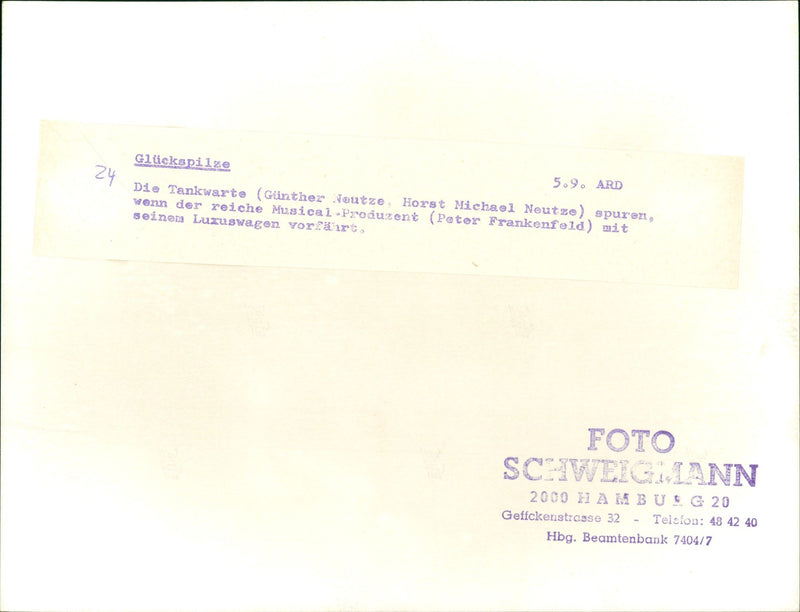 Glückspilze
5.9. ARD
24
Die Tankwarte (Günther Neutze, Horst Michael Neutze) spuren,
wenn der reiche Musical-Produzent (Peter Frankenfeld) mit
seinem Luxuswagen vorfährt.
FOTO
SCHWEIGMANN
2000 HAMBURG 20
Geffckenstrasse 32 - Telefon: 48 42 40
Hbg. Beamtenbank 7404/7